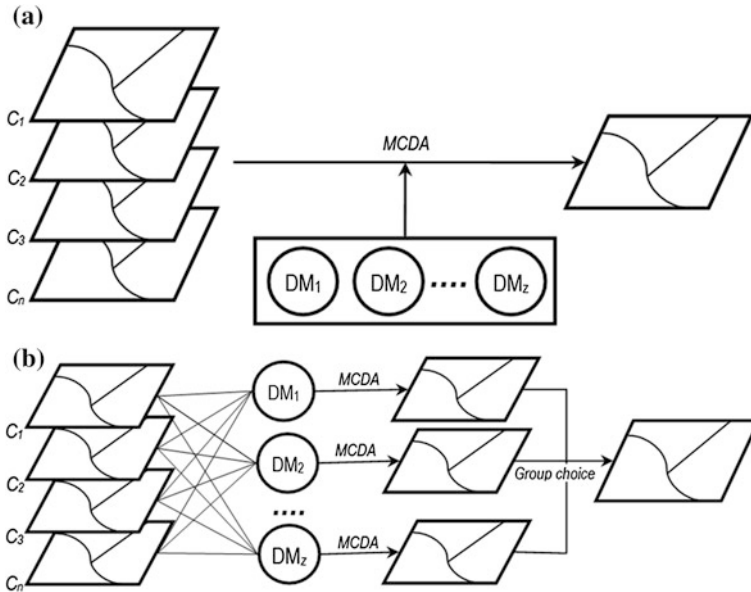 (a)
C1
C2
C3
Cn
MCDA
DM1 DM2 .... DMz
(b)
C1
C2
C3
Cn
DM1
DM2
....
DMz
MCDA
MCDA
MCDA
Group choice